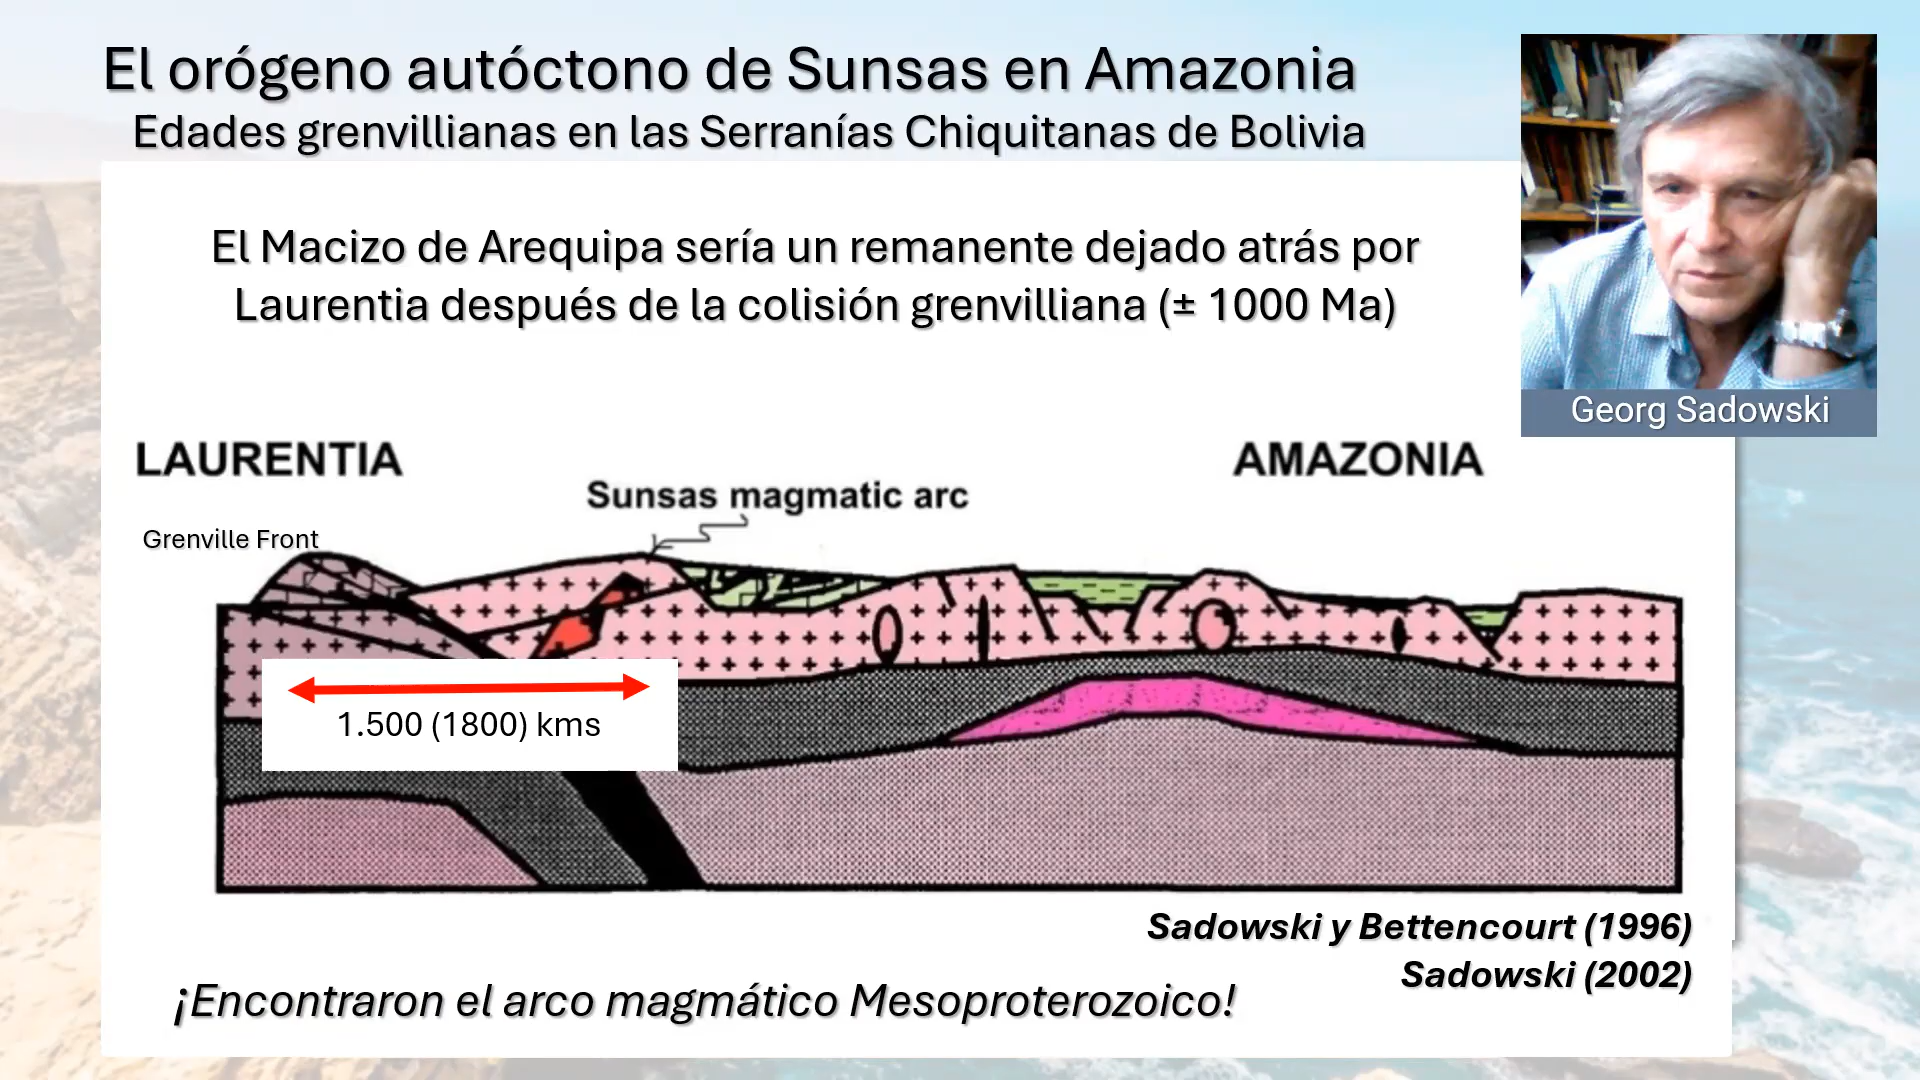 El orógeno autóctono de Sunsas en Amazonia
Edades grenvillianas en las Serranías Chiquitanas de Bolivia
El Macizo de Arequipa sería un remanente dejado atrás por
Laurentia después de la colisión grenvilliana (± 1000 Ma)
Georg Sadowski
LAURENTIA
AMAZONIA
Sunsas magmatic arc
Grenville Front
1.500 (1800) kms
Sadowski y Bettencourt (1996)
Sadowski (2002)
¡Encontraron el arco magmático Mesoproterozoico!